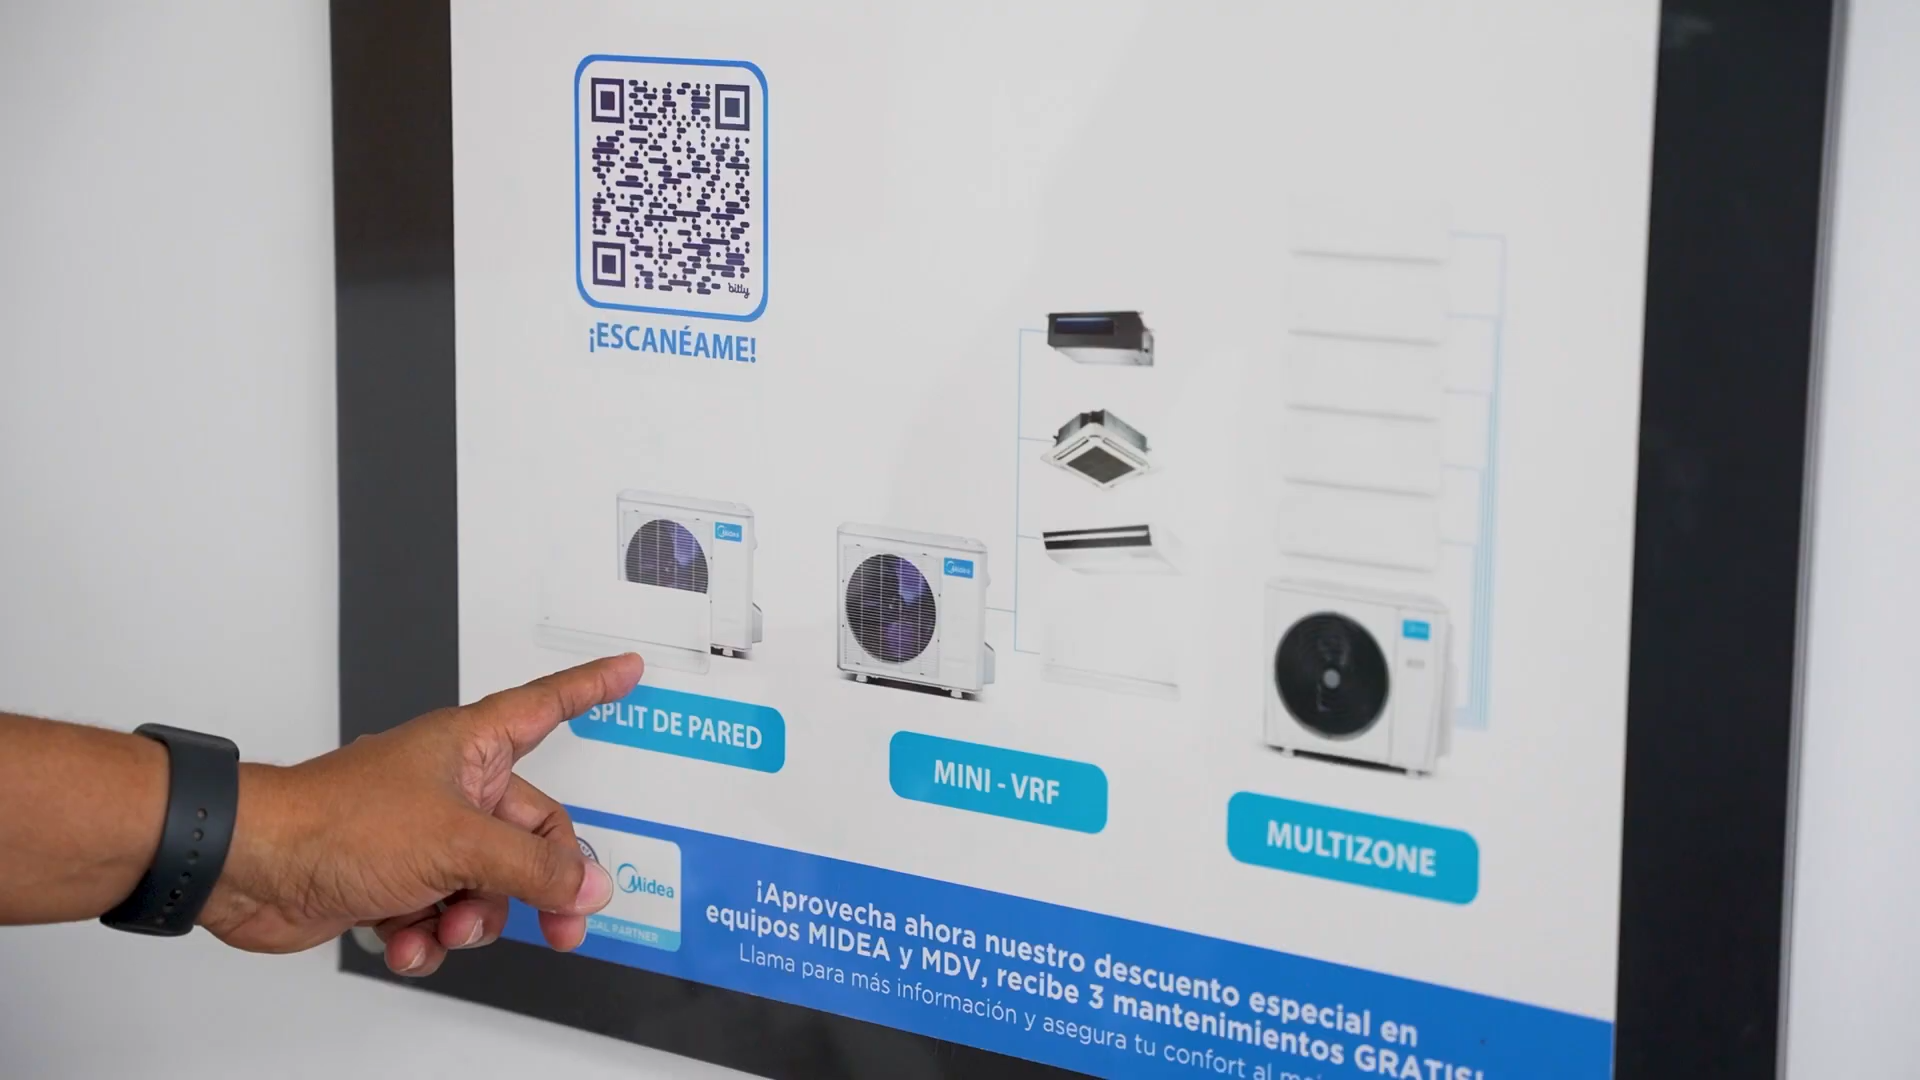 bitly
¡ESCANÉAME!
Midea
Midea
SPLIT DE PARED
MINI - VRF
MULTIZONE
Midea
PARTNER
¡Aprovecha ahora nuestro descuento especial en
equipos MIDEA y MDV, recibe 3 mantenimientos GRATIS!
Llama para más información y asegura tu confort al